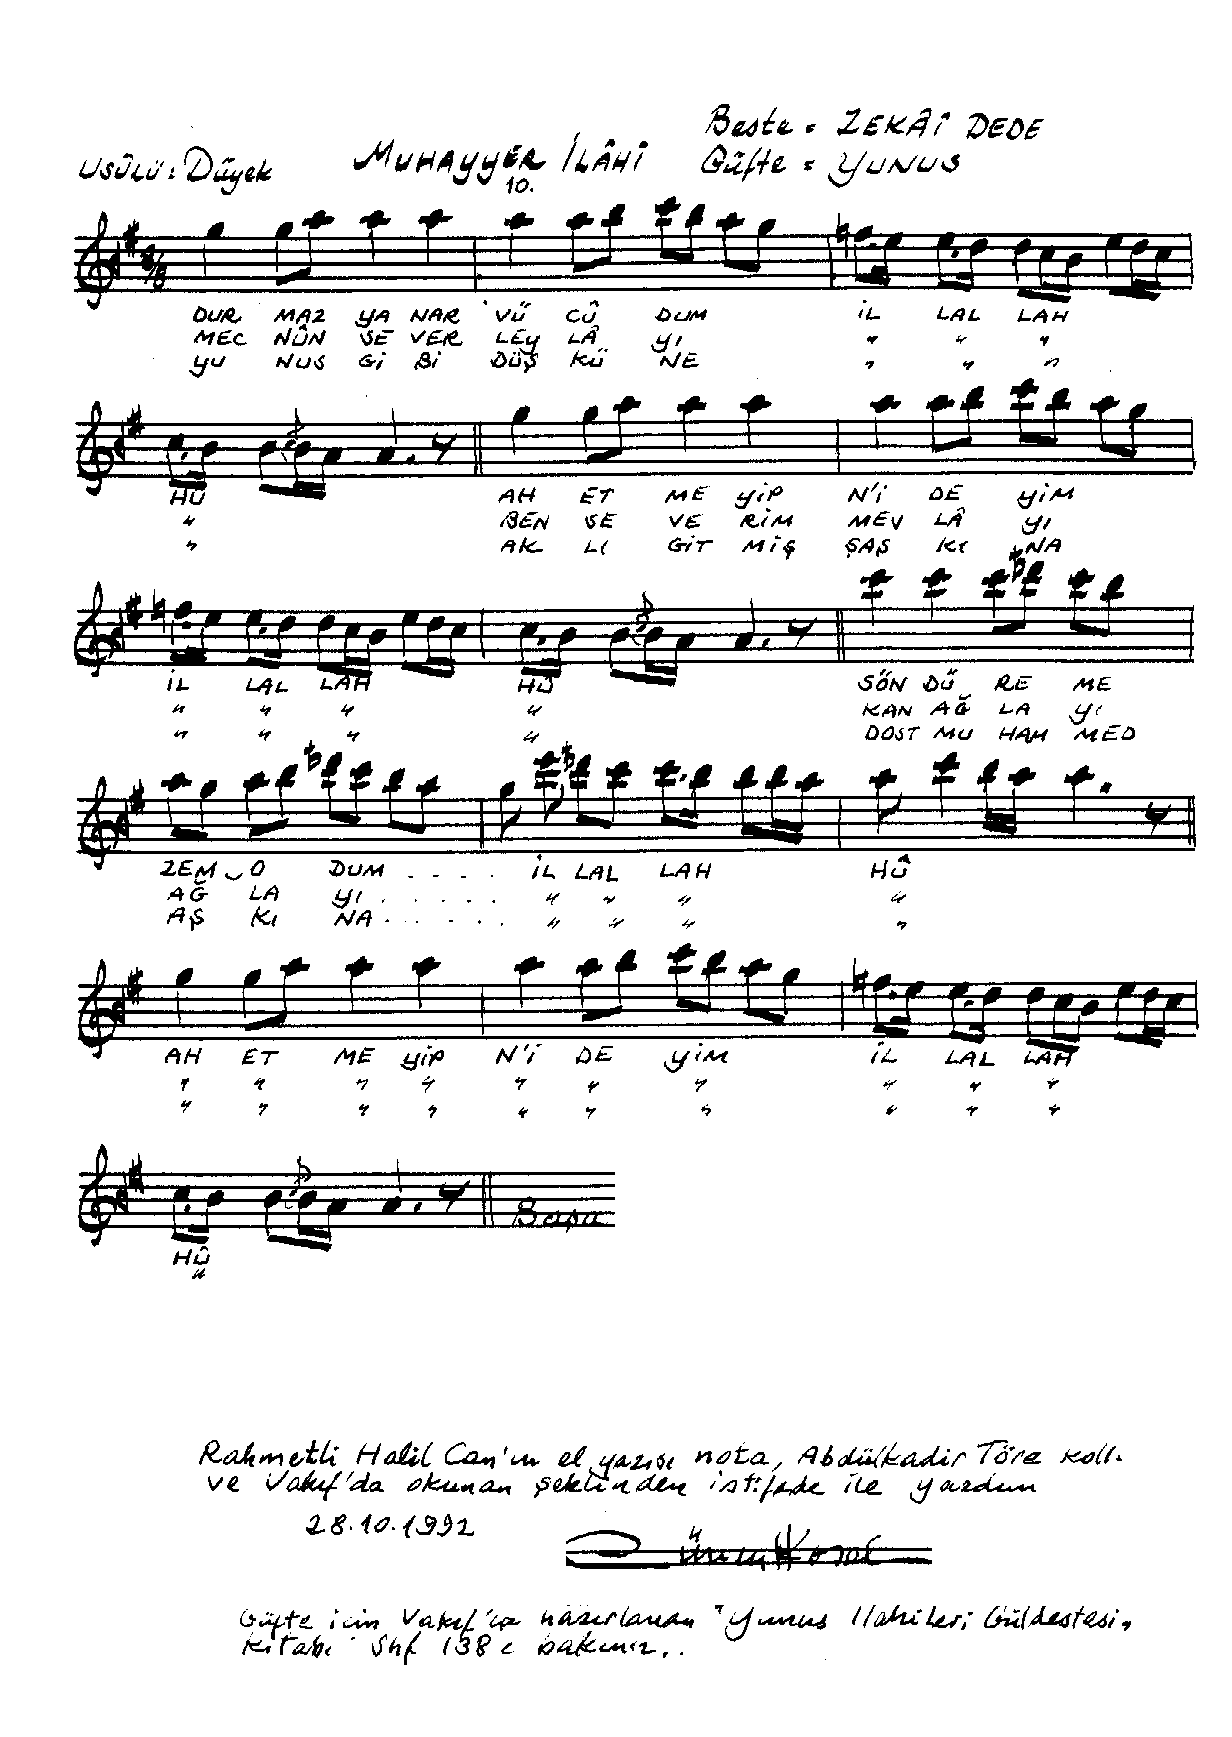 Beste = ZEKÂİ DEDE
USÛLÜ : Düyek MUHAYYER İLÂHİ Güfte = YUNUS
10.
8/8
DUR MAZ YA NAR VÜ CÛ DUM İL LAL LAH
MEC NÛN SE VER LEY LÂ YI " " "
YU NUS Gİ Bİ DÜŞ KÜ NE " " "
HÛ AH ET ME YİP N'İ DE YİM
" BEN SE VE RİM MEV LÂ YI
" AK LI GİT MİŞ ŞAŞ KI NA
İL LAL LAH HÛ SÖN DÜ RE ME
" " " " KAN AĞ LA YI
" " " " DOST MU HAM MED
ZEM O DUM . . . . İL LAL LAH HÛ
AĞ LA YI . . . . . " " " "
AŞ KI NA . . . . . " " " "
AH ET ME YİP N'İ DE YİM İL LAL LAH
" " " " " " " " " "
" " " " " " " " " "
Başa
HÛ
"
Rahmetli Halil Can'ın el yazısı nota, Abdülkadir Töre koll.
ve Vakıf'da okunan şeklinden istifade ile yazdım
28.10.1992
Güfte için Vakıf'ca hazırlanan "Yunus İlahileri Güldestesi"
kitabı Shf 138 e bakınız..